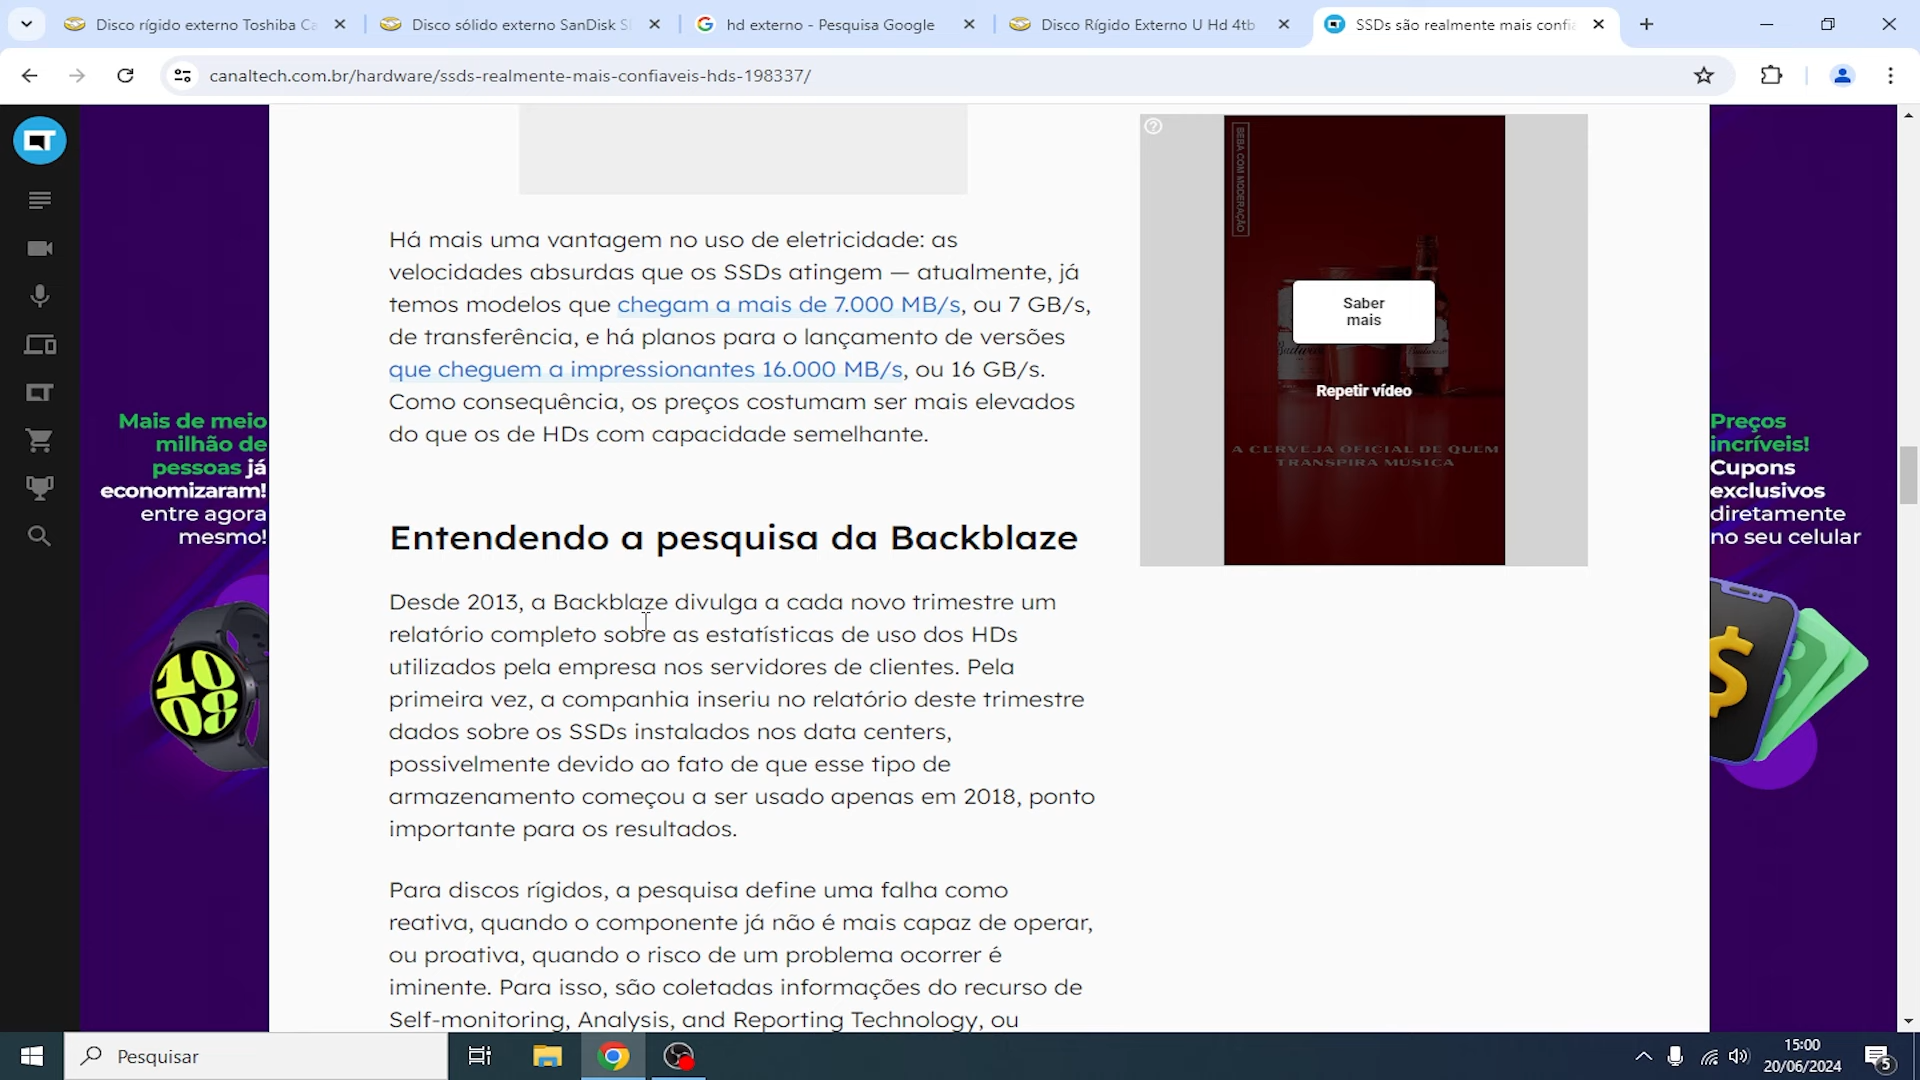 Disco rígido externo Toshiba Ca
Disco sólido externo SanDisk S
hd externo - Pesquisa Google
Disco Rígido Externo U Hd 4tb
SSDs são realmente mais confia
canaltech.com.br/hardware/ssds-realmente-mais-confiaveis-hds-198337/
Há mais uma vantagem no uso de eletricidade: as
velocidades absurdas que os SSDs atingem — atualmente, já
temos modelos que chegam a mais de 7.000 MB/s, ou 7 GB/s,
de transferência, e há planos para o lançamento de versões
que cheguem a impressionantes 16.000 MB/s, ou 16 GB/s.
Como consequência, os preços costumam ser mais elevados
do que os de HDs com capacidade semelhante.
Entendendo a pesquisa da Backblaze
Desde 2013, a Backblaze divulga a cada novo trimestre um
relatório completo sobre as estatísticas de uso dos HDs
utilizados pela empresa nos servidores de clientes. Pela
primeira vez, a companhia inseriu no relatório deste trimestre
dados sobre os SSDs instalados nos data centers,
possivelmente devido ao fato de que esse tipo de
armazenamento começou a ser usado apenas em 2018, ponto
importante para os resultados.
Para discos rígidos, a pesquisa define uma falha como
reativa, quando o componente já não é mais capaz de operar,
ou proativa, quando o risco de um problema ocorrer é
iminente. Para isso, são coletadas informações do recurso de
Self-monitoring, Analysis, and Reporting Technology, ou
BEBA COM MODERAÇÃO
Saber
mais
Repetir vídeo
A CERVEJA OFICIAL DE QUEM
TRANSPIRA MÚSICA
Mais de meio
milhão de
pessoas já
economizaram!
entre agora
mesmo!
10
08
Preços
incríveis!
Cupons
exclusivos
diretamente
no seu celular
$
Pesquisar
15:00
20/06/2024
5